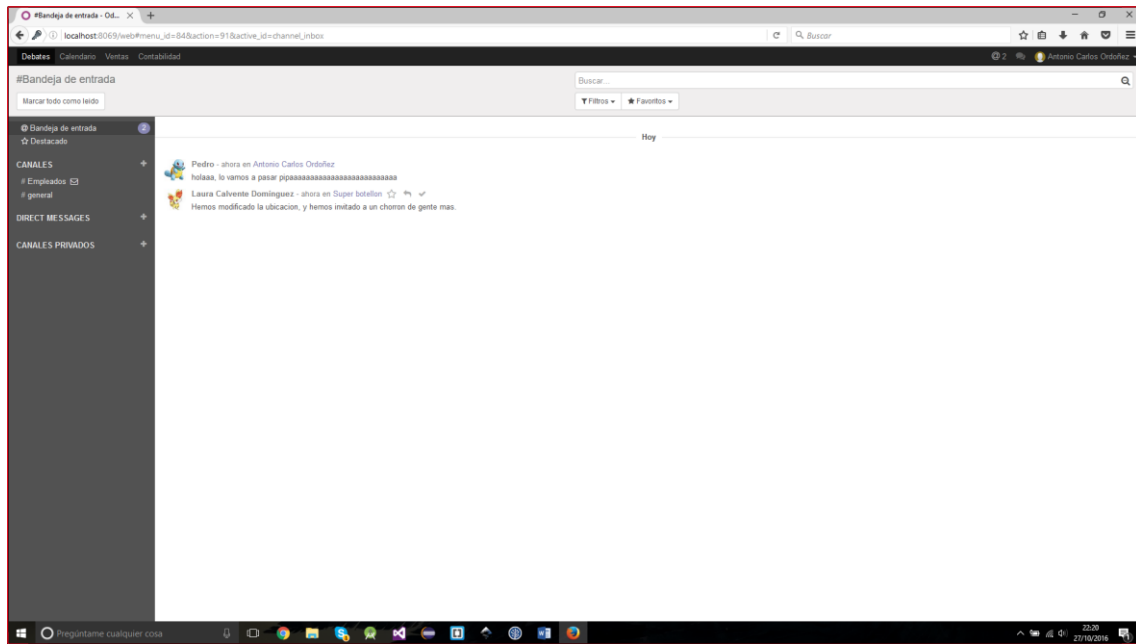 #Bandeja de entrada - Od...
localhost:8069/web#menu_id=84&action=91&active_id=channel_inbox
Buscar
Debates Calendario Ventas Contabilidad
@ 2 Antonio Carlos Ordoñez
#Bandeja de entrada
Buscar...
Marcar todo como leído
Filtros Favoritos
Bandeja de entrada 2
Destacado
CANALES +
# Empleados
# general
DIRECT MESSAGES +
CANALES PRIVADOS +
Hoy
Pedro - ahora en Antonio Carlos Ordoñez
holaaa, lo vamos a pasar pipaaaaaaaaaaaaaaaaaaaaaaaaaaa
Laura Calvente Dominguez - ahora en Super botellon
Hemos modificado la ubicacion, y hemos invitado a un chorron de gente mas.
Pregúntame cualquier cosa
22:20
27/10/2016